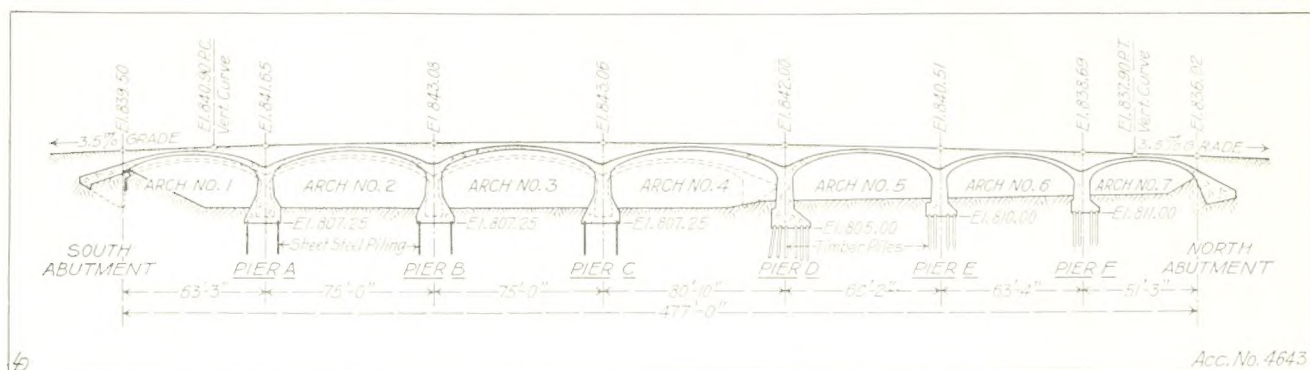 El. 839.50
El. 840.90 P.C.
Vert. Curve
El. 841.65
El. 843.08
El. 843.06
El. 842.00
El. 840.51
El. 838.69
El. 837.90 P.T.
Vert. Curve
El. 836.02
3.5% GRADE
3.5% GRADE
ARCH NO. 1
ARCH NO. 2
ARCH NO. 3
ARCH NO. 4
ARCH NO. 5
ARCH NO. 6
ARCH NO. 7
El. 807.25
El. 807.25
El. 807.25
El. 805.00
El. 810.00
El. 811.00
Sheet Steel Piling
Timber Piles
SOUTH
ABUTMENT
PIER A
PIER B
PIER C
PIER D
PIER E
PIER F
NORTH
ABUTMENT
63'-3"
75'-0"
75'-0"
69'-2"
63'-4"
51'-3"
477'-0"
Acc. No. 4643